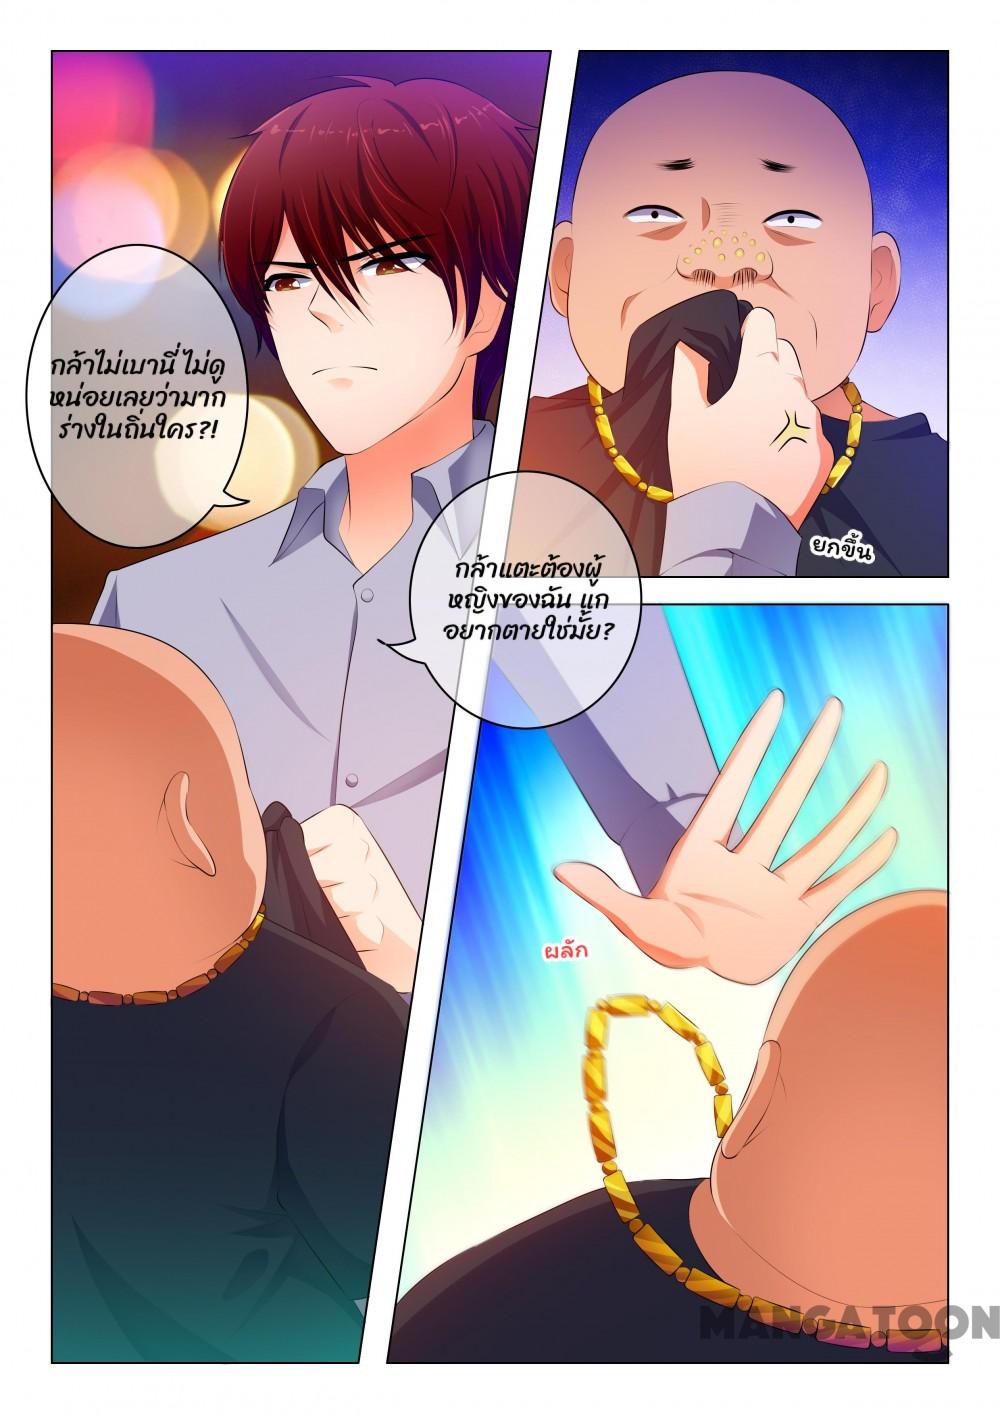 กล้าไม่เบานี่ ไม่ดู
หน่อยเลยว่ามาก
ร่างในถิ่นใคร?!
ยกขึ้น
กล้าแตะต้องผู้
หญิงของฉัน แก
อยากตายใช่มั้ย?
ผลัก
MANGATOON